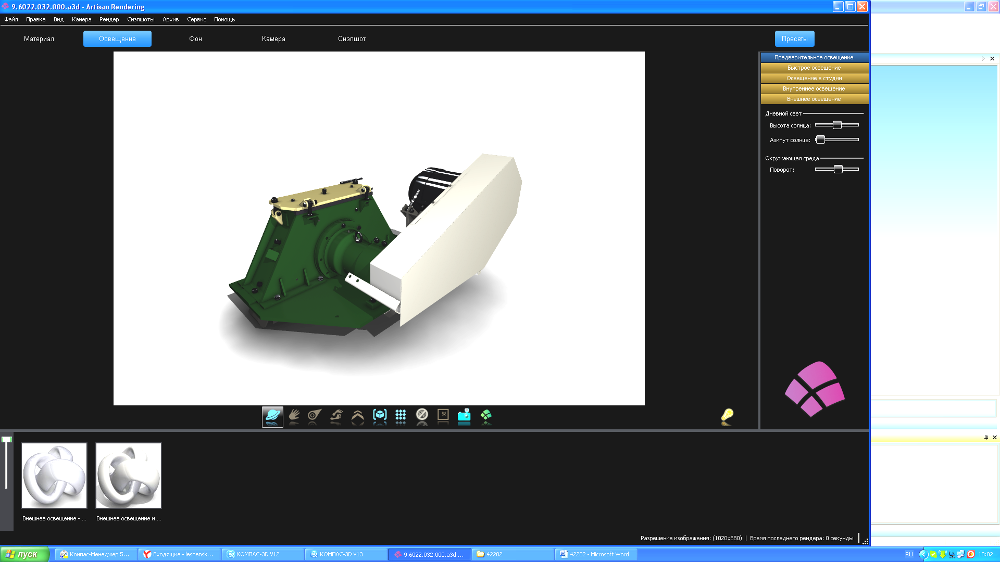 9.6022.032.000.a3d - Artisan Rendering
Файл Правка Вид Камера Рендер Снэпшоты Архив Сервис Помощь
Материал Освещение Фон Камера Снэпшот Пресеты
Предварительное освещение
Быстрое освещение
Освещение в студии
Внутреннее освещение
Внешнее освещение
Дневной свет
Высота солнца:
Азимут солнца:
Окружающая среда
Поворот:
Внешнее освещение - ... Внешнее освещение и ...
Разрешение изображения: (1020x680) | Время последнего рендера: 0 секунды
пуск Компас-Менеджер 5... Входящие - leshensk... КОМПАС-3D V12 КОМПАС-3D V13 9.6022.032.000.a3d ... 42202 42202 - Microsoft Word RU 10:02